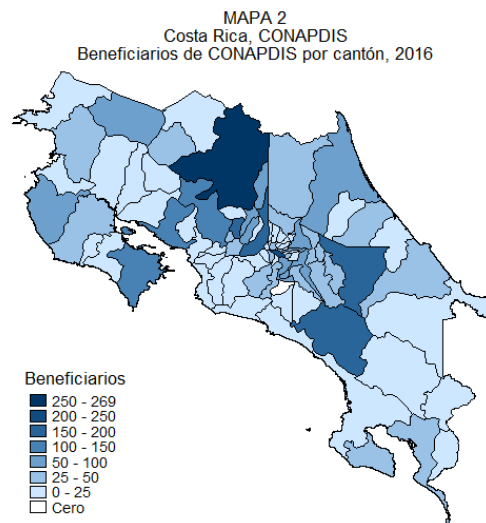 MAPA 2
Costa Rica, CONAPDIS
Beneficiarios de CONAPDIS por cantón, 2016
Beneficiarios
250 - 269
200 - 250
150 - 200
100 - 150
50 - 100
25 - 50
0 - 25
Cero